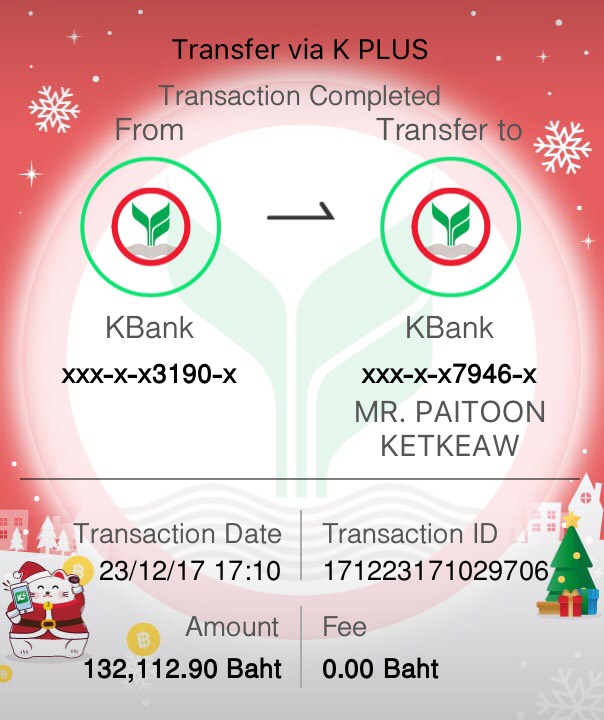 Transfer via K PLUS
Transaction Completed
From
Transfer to
KBank
xxx-x-x3190-x
KBank
xxx-x-x7946-x
MR. PAITOON
KETKEAW
Transaction Date
23/12/17 17:10
Transaction ID
171223171029706
Amount
132,112.90 Baht
Fee
0.00 Baht